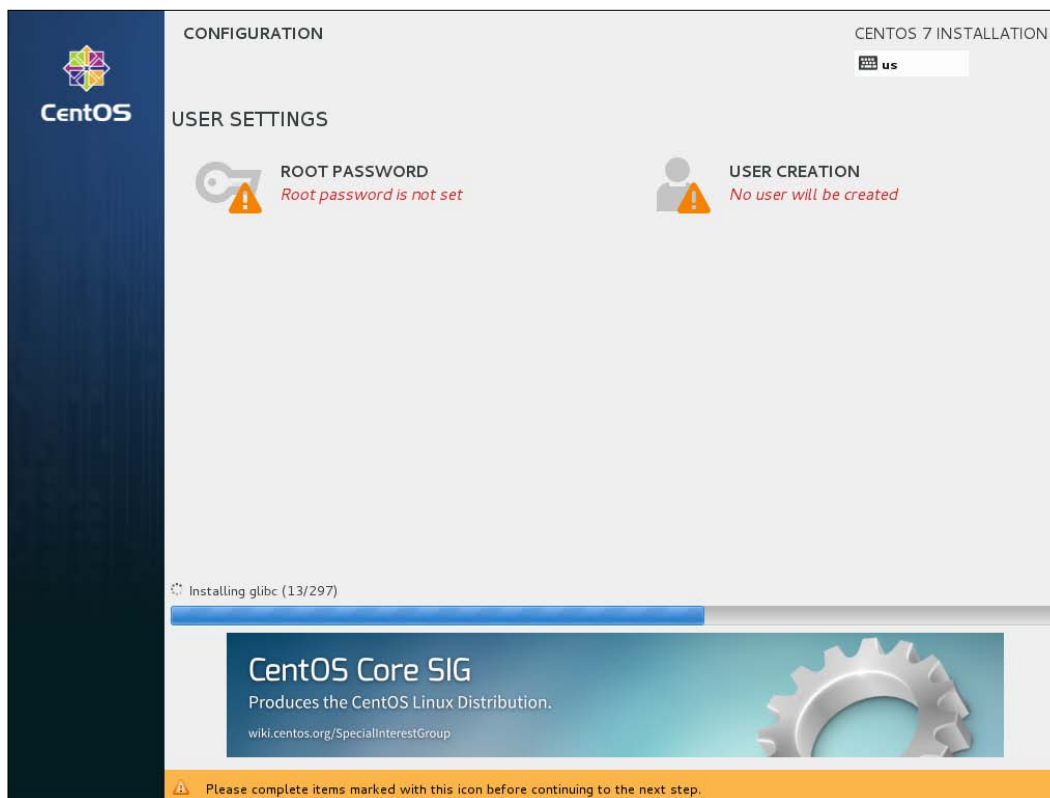 CONFIGURATION
CENTOS 7 INSTALLATION
us
CentOS
USER SETTINGS
ROOT PASSWORD
Root password is not set
USER CREATION
No user will be created
Installing glibc (13/297)
CentOS Core SIG
Produces the CentOS Linux Distribution.
wiki.centos.org/SpecialInterestGroup
Please complete items marked with this icon before continuing to the next step.